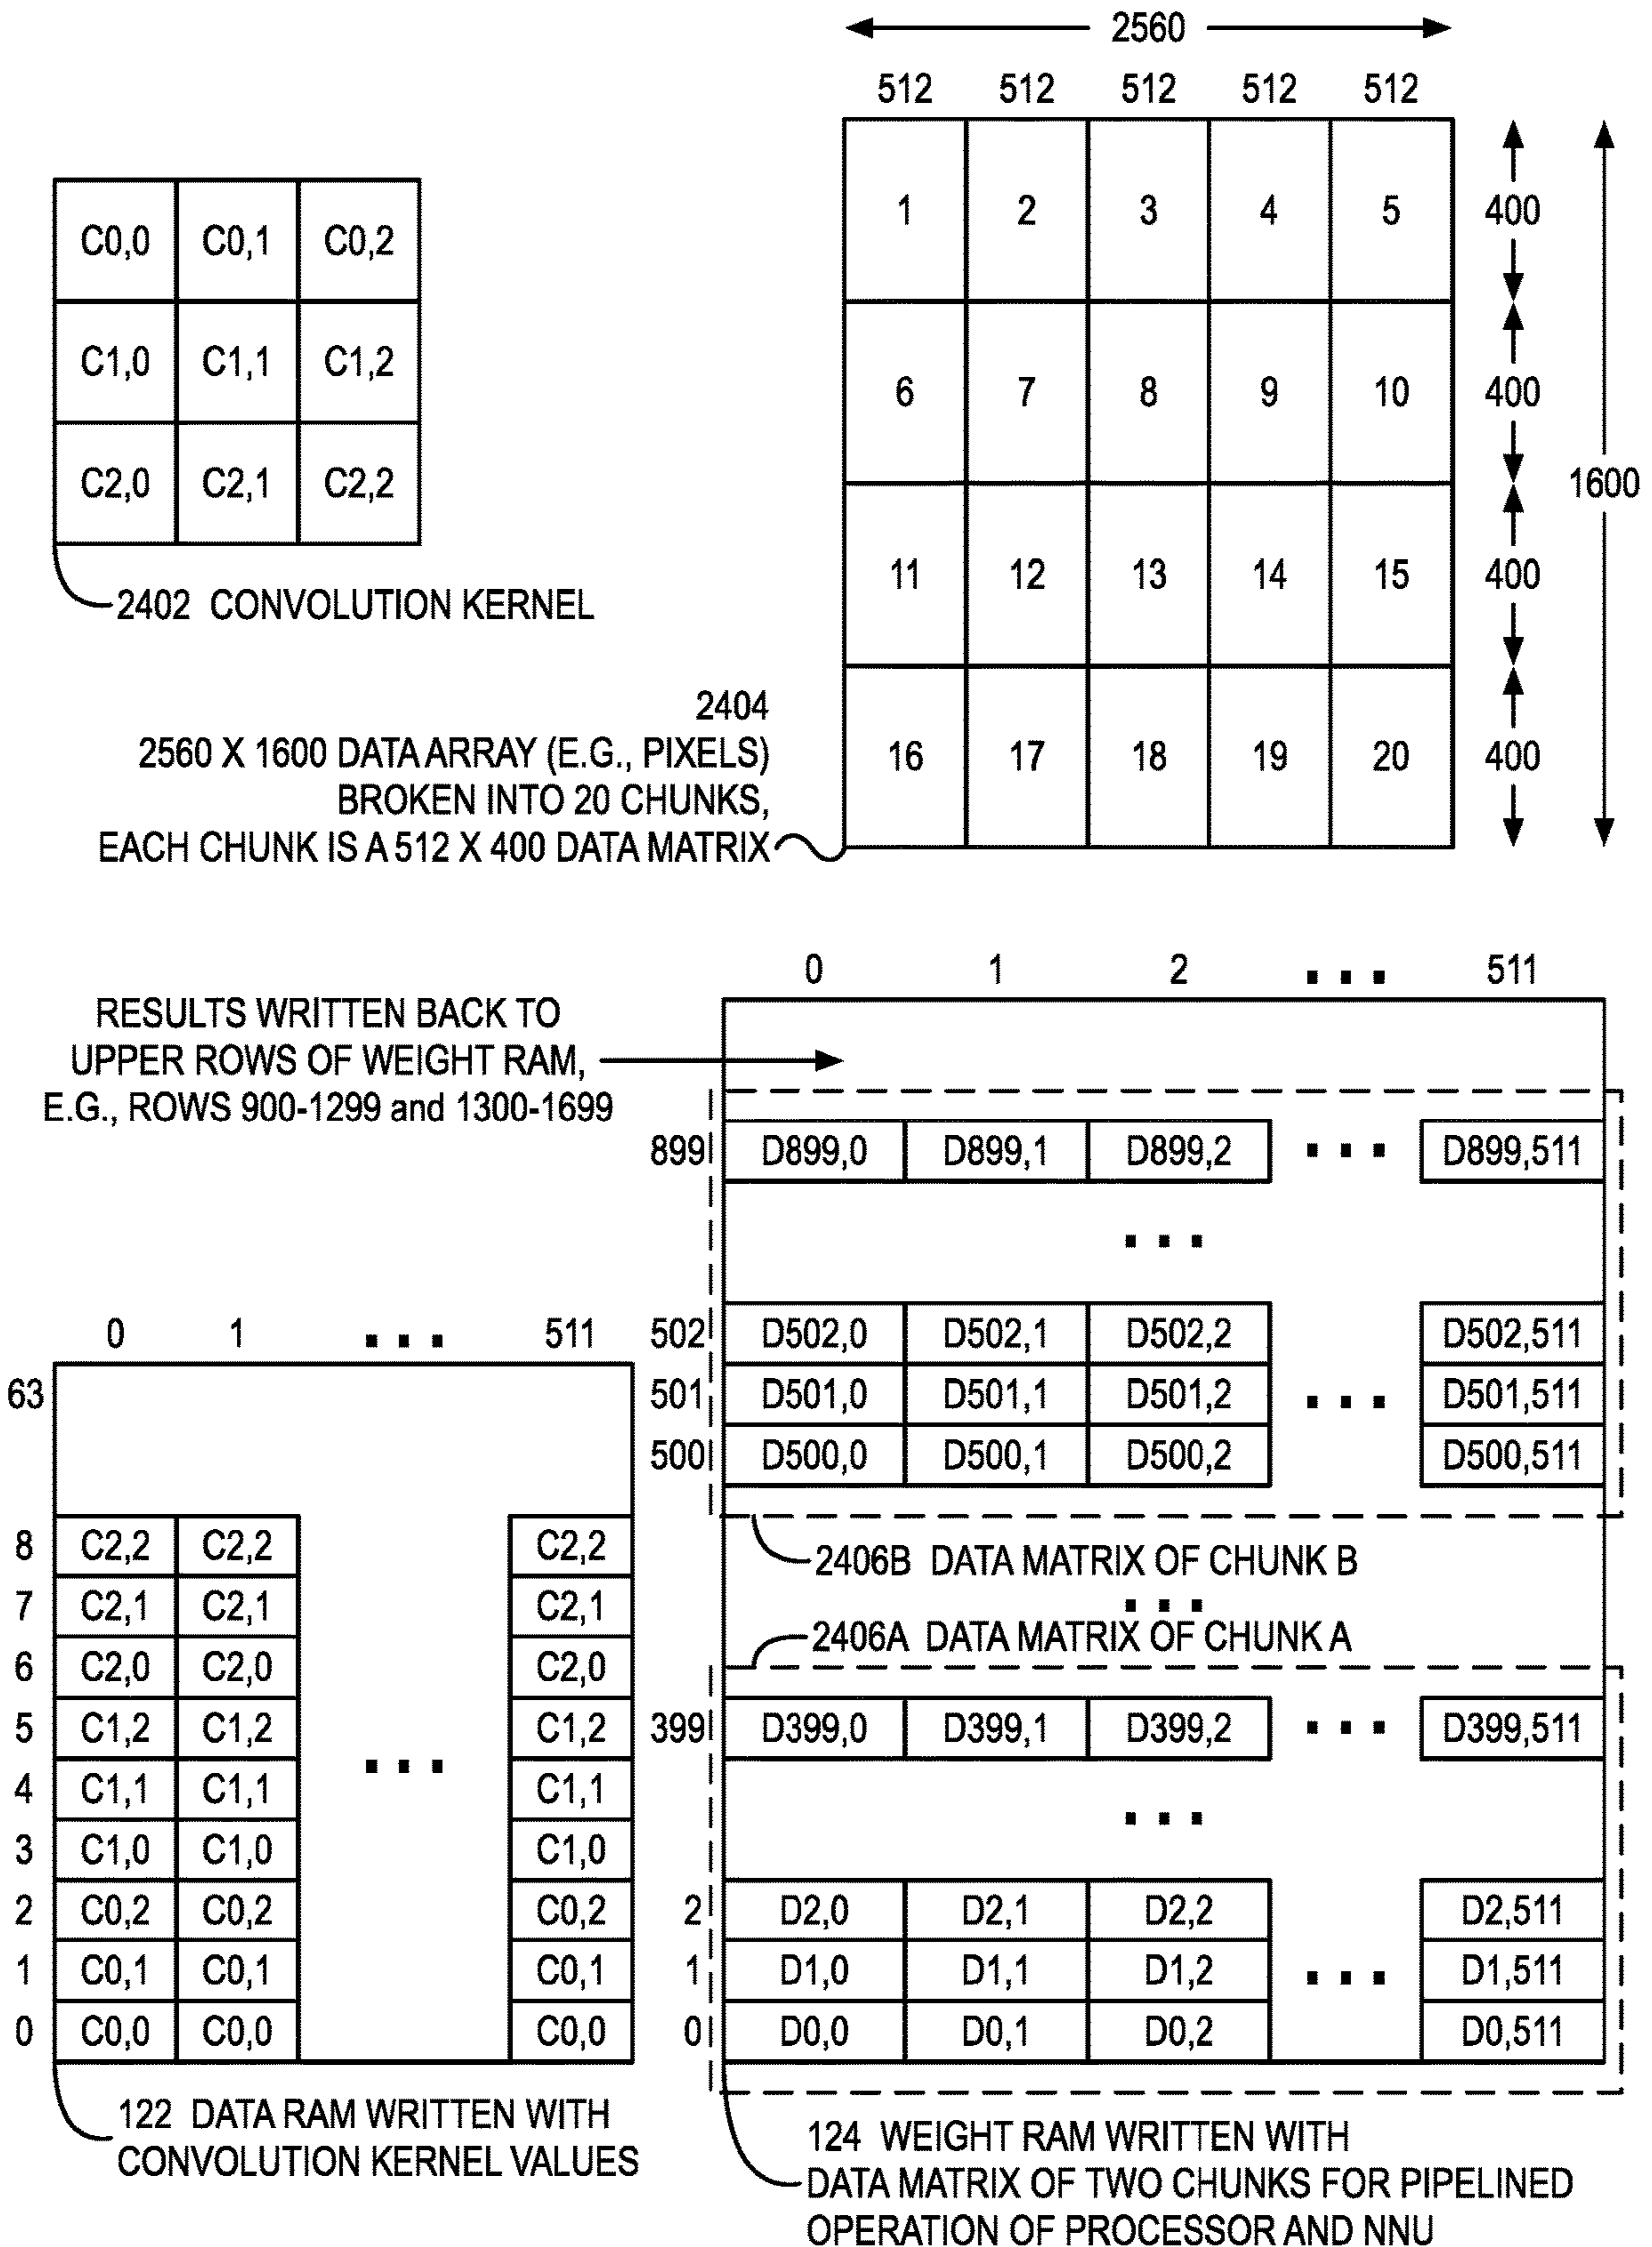 2560
512 512 512 512 512
1 2 3 4 5 400
6 7 8 9 10 400
11 12 13 14 15 400
16 17 18 19 20 400
1600
C0,0 C0,1 C0,2
C1,0 C1,1 C1,2
C2,0 C2,1 C2,2
2402 CONVOLUTION KERNEL
2404
2560 X 1600 DATA ARRAY (E.G., PIXELS)
BROKEN INTO 20 CHUNKS,
EACH CHUNK IS A 512 X 400 DATA MATRIX
RESULTS WRITTEN BACK TO
UPPER ROWS OF WEIGHT RAM,
E.G., ROWS 900-1299 and 1300-1699
0 1 2 ... 511
899 D899,0 D899,1 D899,2 ... D899,511
...
502 D502,0 D502,1 D502,2 D502,511
501 D501,0 D501,1 D501,2 ... D501,511
500 D500,0 D500,1 D500,2 D500,511
2406B DATA MATRIX OF CHUNK B
...
2406A DATA MATRIX OF CHUNK A
399 D399,0 D399,1 D399,2 ... D399,511
...
2 D2,0 D2,1 D2,2 D2,511
1 D1,0 D1,1 D1,2 ... D1,511
0 D0,0 D0,1 D0,2 D0,511
124 WEIGHT RAM WRITTEN WITH
DATA MATRIX OF TWO CHUNKS FOR PIPELINED
OPERATION OF PROCESSOR AND NNU
0 1 ... 511
63
8 C2,2 C2,2 C2,2
7 C2,1 C2,1 C2,1
6 C2,0 C2,0 C2,0
5 C1,2 C1,2 C1,2
...
4 C1,1 C1,1 C1,1
3 C1,0 C1,0 C1,0
2 C0,2 C0,2 C0,2
1 C0,1 C0,1 C0,1
0 C0,0 C0,0 C0,0
122 DATA RAM WRITTEN WITH
CONVOLUTION KERNEL VALUES